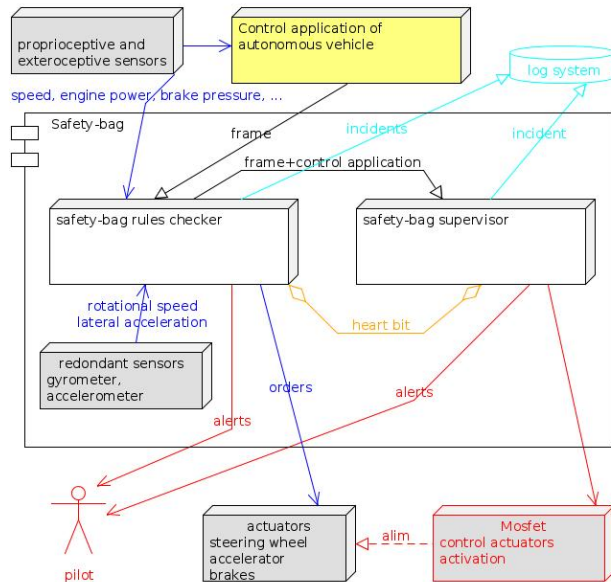 proprioceptive and
exteroceptive sensors
Control application of
autonomous vehicle
log system
speed, engine power, brake pressure, ...
Safety-bag
frame
incidents
incident
frame+control application
safety-bag rules checker
safety-bag supervisor
rotational speed
lateral acceleration
heart bit
redondant sensors
gyrometer,
accelerometer
orders
alerts
alerts
pilot
actuators
steering wheel
accelerator
brakes
alim
Mosfet
control actuators
activation